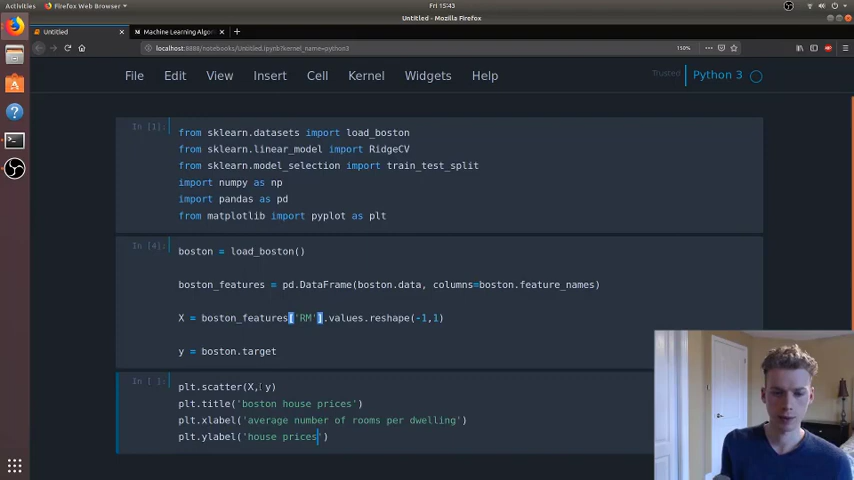 Activities Firefox Web Browser Fri 15:43
Untitled - Mozilla Firefox
Untitled Machine Learning Algo
localhost:8888/notebooks/Untitled.ipynb?kernel_name=python3 150%
File Edit View Insert Cell Kernel Widgets Help Trusted Python 3
In [1]:
from sklearn.datasets import load_boston
from sklearn.linear_model import RidgeCV
from sklearn.model_selection import train_test_split
import numpy as np
import pandas as pd
from matplotlib import pyplot as plt
In [4]:
boston = load_boston()
boston_features = pd.DataFrame(boston.data, columns=boston.feature_names)
X = boston_features['RM'].values.reshape(-1,1)
y = boston.target
In [ ]:
plt.scatter(X, y)
plt.title('boston house prices')
plt.xlabel('average number of rooms per dwelling')
plt.ylabel('house prices')